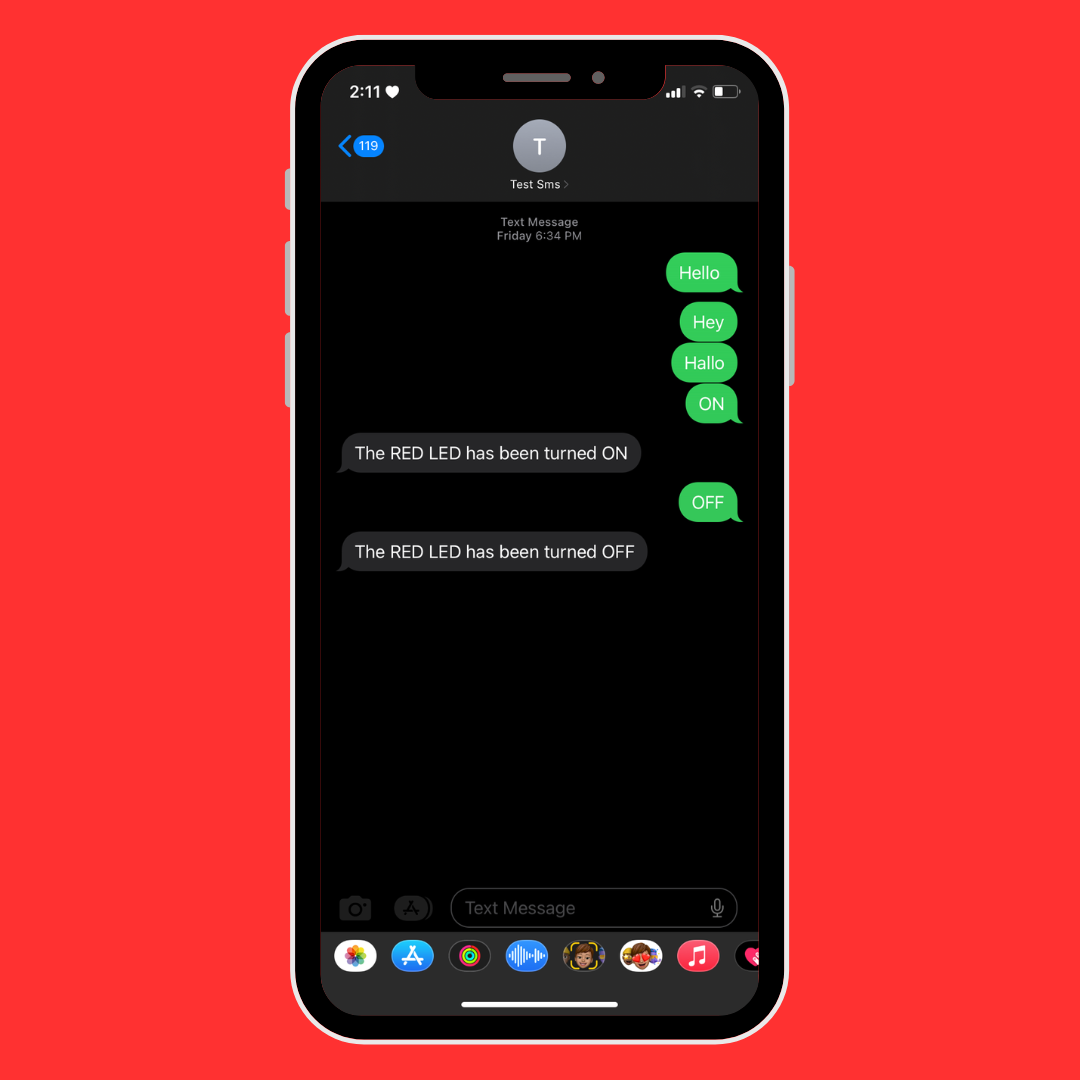 2:11
119
T
Test Sms
Text Message
Friday 6:34 PM
Hello
Hey
Hallo
ON
The RED LED has been turned ON
OFF
The RED LED has been turned OFF
Text Message